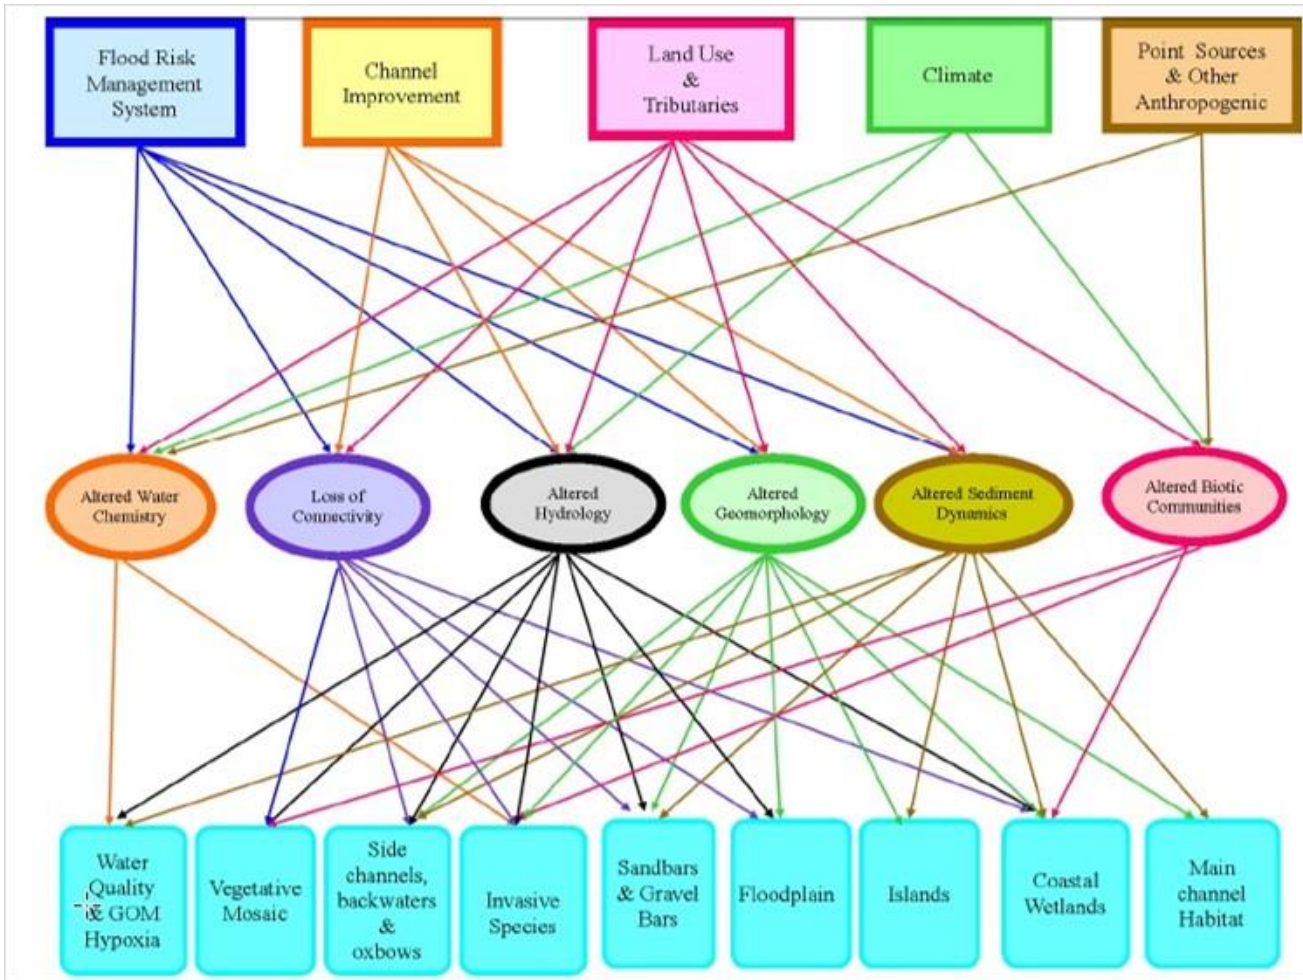 Flood Risk
Management
System
Channel
Improvement
Land Use
&
Tributaries
Climate
Point Sources
& Other
Anthropogenic
Altered Water
Chemistry
Loss of
Connectivity
Altered
Hydrology
Altered
Geomorphology
Altered Sediment
Dynamics
Altered Biotic
Communities
Water
Quality
& GOM
Hypoxia
Vegetative
Mosaic
Side
channels,
backwaters
&
oxbows
Invasive
Species
Sandbars
& Gravel
Bars
Floodplain
Islands
Coastal
Wetlands
Main
channel
Habitat